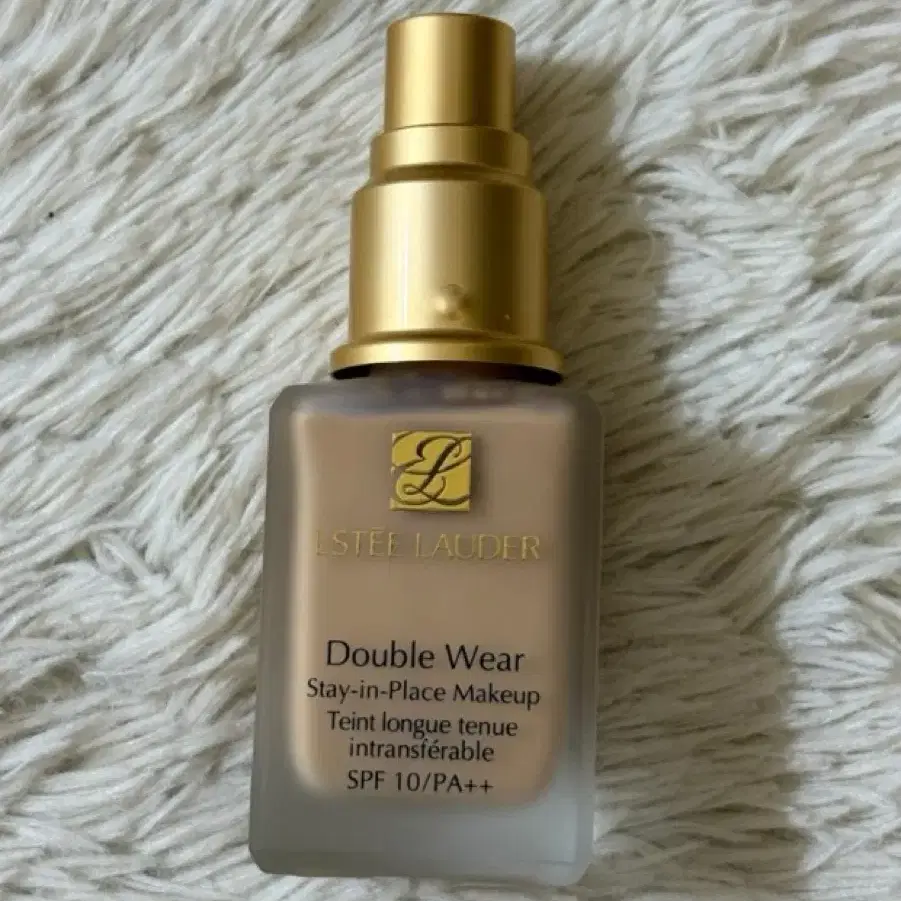 ESTĒE LAUDER
Double Wear
Stay-in-Place Makeup
Teint longue tenue
intransférable
SPF 10/PA++